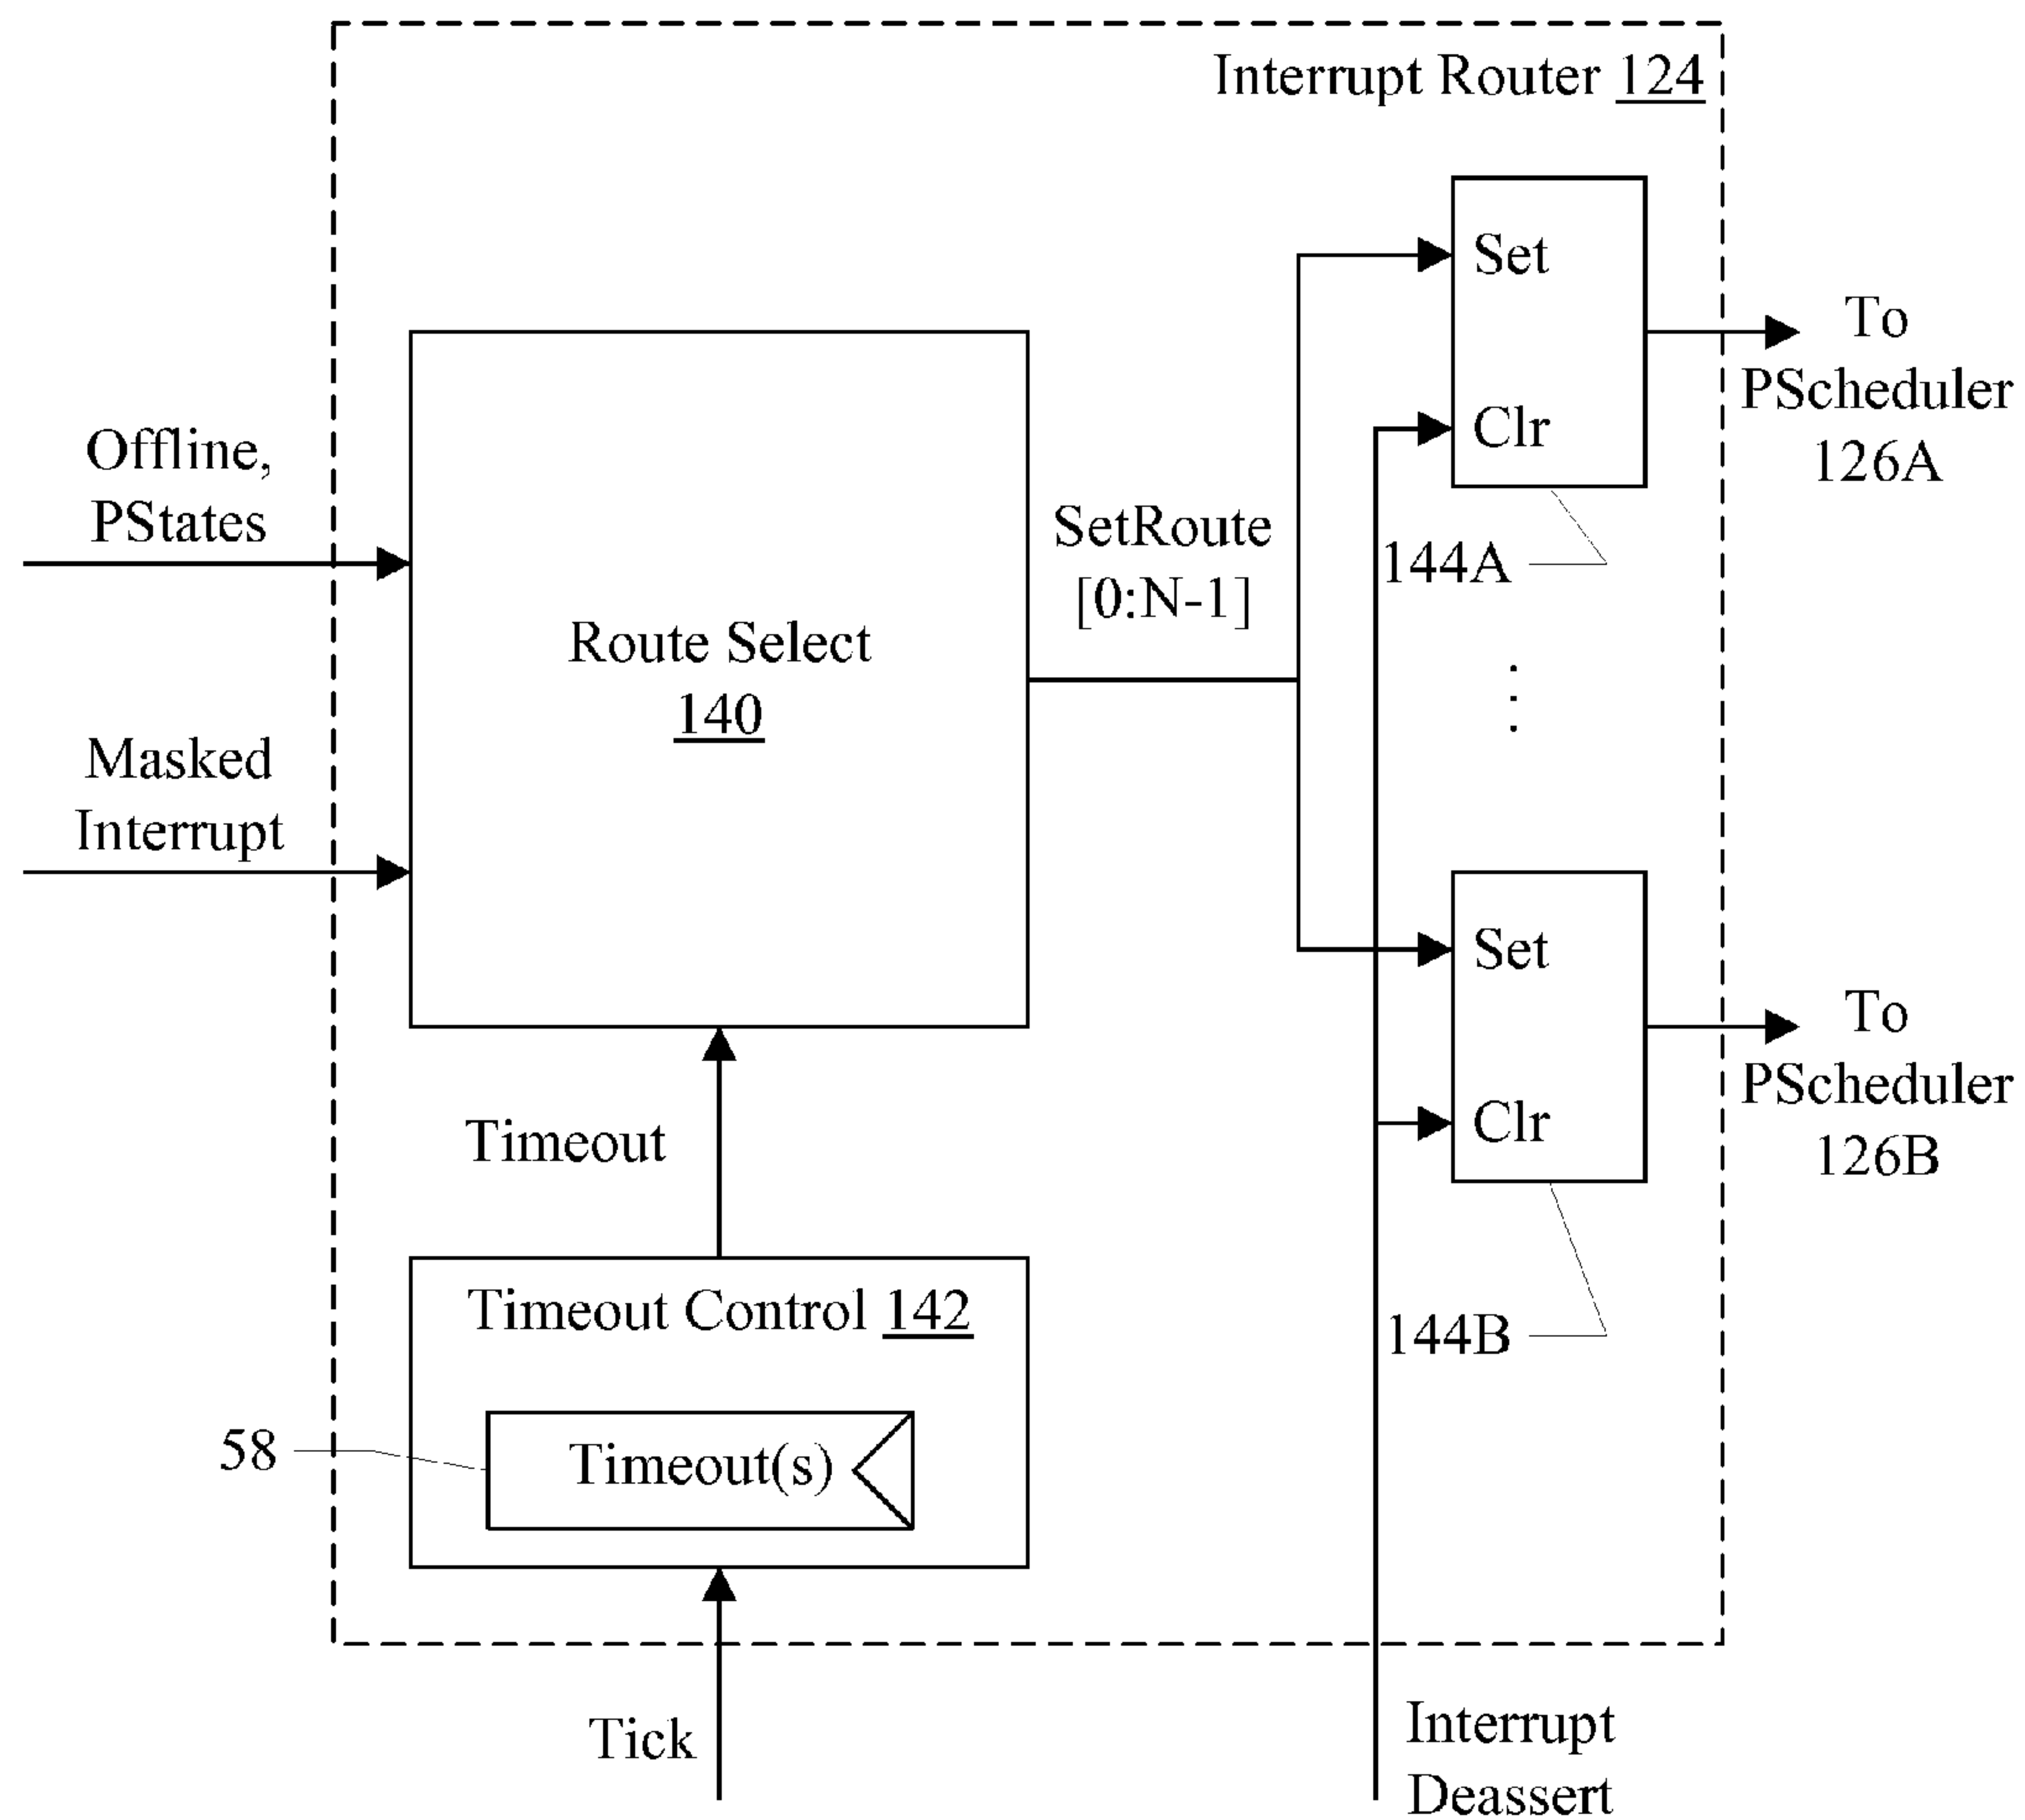 Interrupt Router 124
Set
Clr
To
PScheduler
126A
144A
Offline,
PStates
SetRoute
[0:N-1]
Route Select
140
Masked
Interrupt
Set
Clr
To
PScheduler
126B
144B
Timeout
Timeout Control 142
58
Timeout(s)
Tick
Interrupt
Deassert